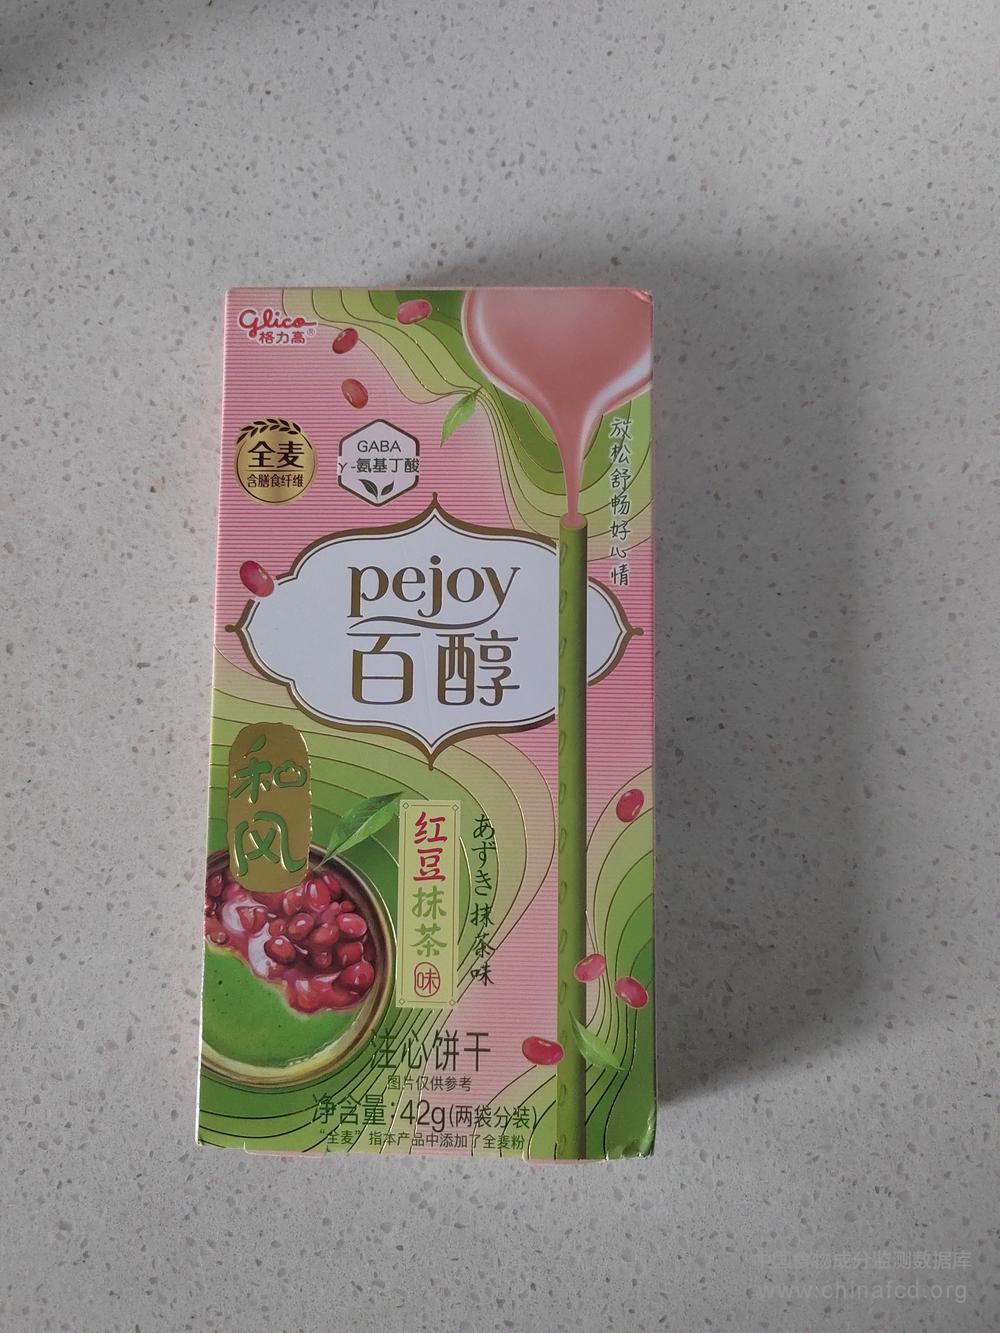 Glico
格力高®
全麦
含膳食纤维
GABA
γ-氨基丁酸
放松舒畅好心情
pejoy
百醇
和风
红豆抹茶味
あずき抹茶味
注心饼干
图片仅供参考
净含量:42g(两袋分装)
“全麦”指本产品中添加了全麦粉
中国食物成分监测数据库
www.chinafcd.org